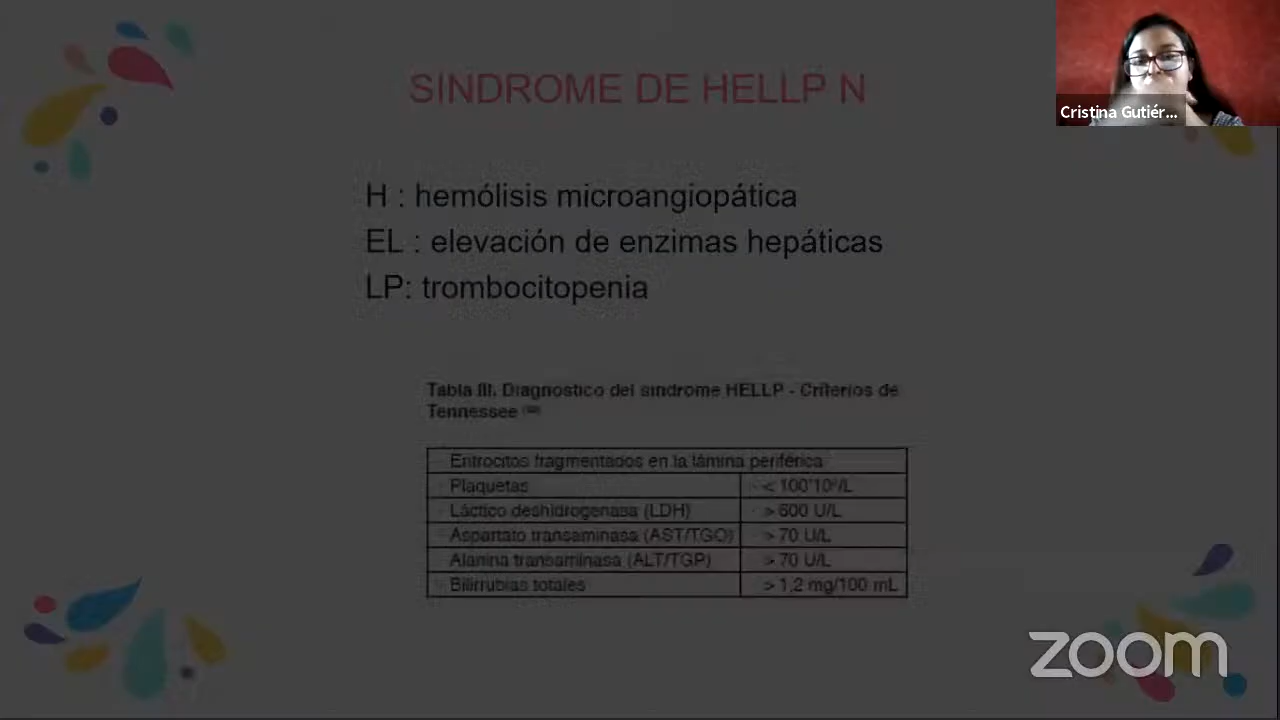 SINDROME DE HELLP N
Cristina Gutiér...
H : hemólisis microangiopática
EL : elevación de enzimas hepáticas
LP: trombocitopenia
Tabla III. Diagnostico del sindrome HELLP - Criterios de
Tennessee
Eritrocitos fragmentados en la lámina periférica
Plaquetas < 100*10⁹/L
Láctico deshidrogenasa (LDH) > 600 U/L
Aspartato transaminasa (AST/TGO) > 70 U/L
Alanina transaminasa (ALT/TGP) > 70 U/L
Bilirrubias totales > 1,2 mg/100 mL
zoom